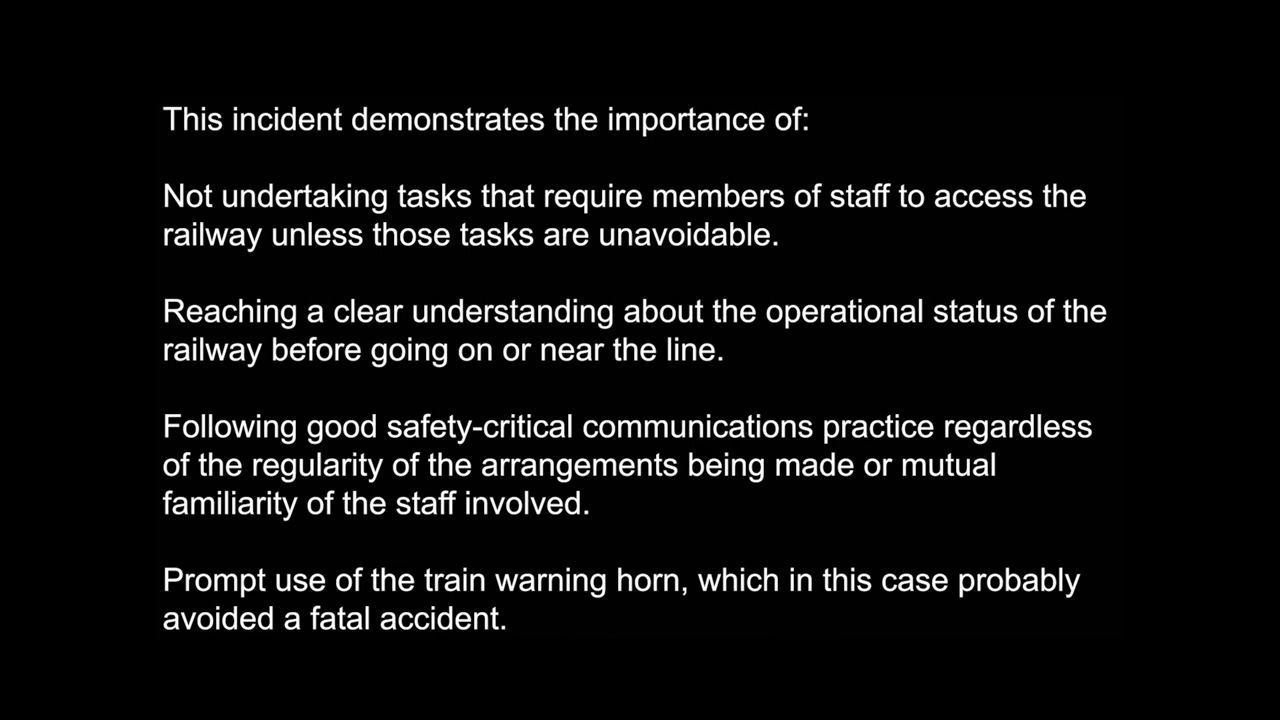 This incident demonstrates the importance of:
Not undertaking tasks that require members of staff to access the
railway unless those tasks are unavoidable.
Reaching a clear understanding about the operational status of the
railway before going on or near the line.
Following good safety-critical communications practice regardless
of the regularity of the arrangements being made or mutual
familiarity of the staff involved.
Prompt use of the train warning horn, which in this case probably
avoided a fatal accident.